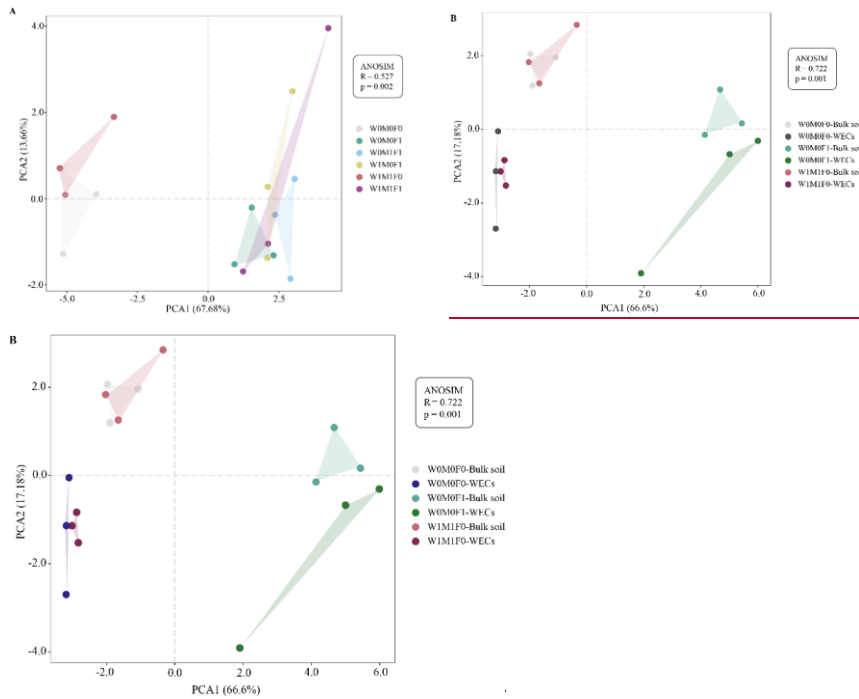 A
4.0
2.0
0.0
-2.0
PCA2 (13.66%)
-5.0
-2.5
0.0
2.5
PCA1 (67.68%)
ANOSIM
R = 0.527
p = 0.002
W0M0F0
W0M0F1
W0M1F1
W1M0F1
W1M1F0
W1M1F1
B
2.0
0.0
-2.0
-4.0
PCA2 (17.18%)
-2.0
0.0
2.0
4.0
6.0
PCA1 (66.6%)
ANOSIM
R = 0.722
p = 0.001
W0M0F0-Bulk soi
W0M0F0-WECs
W0M0F1-Bulk soi
W0M0F1-WECs
W1M1F0-Bulk soi
W1M1F0-WECs
B
2.0
0.0
-2.0
-4.0
PCA2 (17.18%)
-2.0
0.0
2.0
4.0
6.0
PCA1 (66.6%)
ANOSIM
R = 0.722
p = 0.001
W0M0F0-Bulk soil
W0M0F0-WECs
W0M0F1-Bulk soil
W0M0F1-WECs
W1M1F0-Bulk soil
W1M1F0-WECs